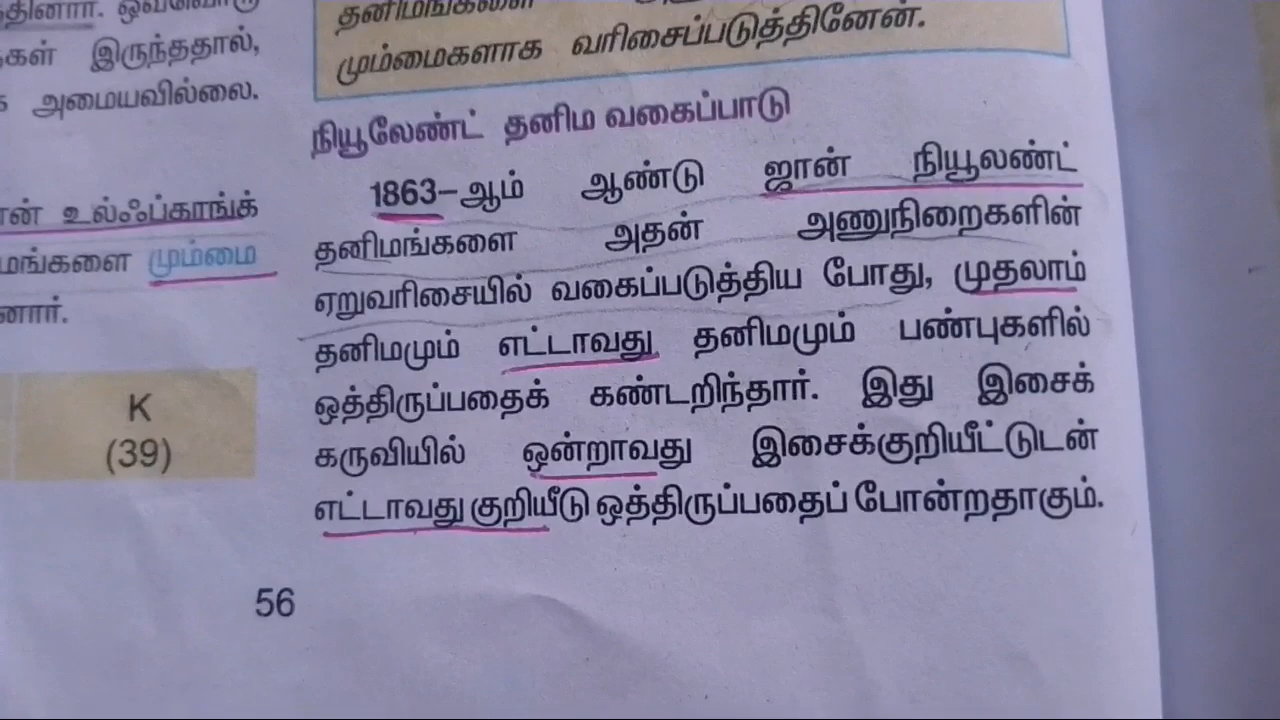 அமையவில்லை.
இருந்ததால்,
உல்ஃப்காங்க்
மும்மை
K
(39)
தனிமங்களை
மும்மைகளாக வரிசைப்படுத்தினேன்.
நியூலேண்ட் தனிம வகைப்பாடு
1863–ஆம் ஆண்டு ஜான் நியூலண்ட்
தனிமங்களை அதன் அணுநிறைகளின்
ஏறுவரிசையில் வகைப்படுத்திய போது, முதலாம்
தனிமமும் எட்டாவது தனிமமும் பண்புகளில்
ஒத்திருப்பதைக் கண்டறிந்தார். இது இசைக்
கருவியில் ஒன்றாவது இசைக்குறியீட்டுடன்
எட்டாவது குறியீடு ஒத்திருப்பதைப் போன்றதாகும்.
56